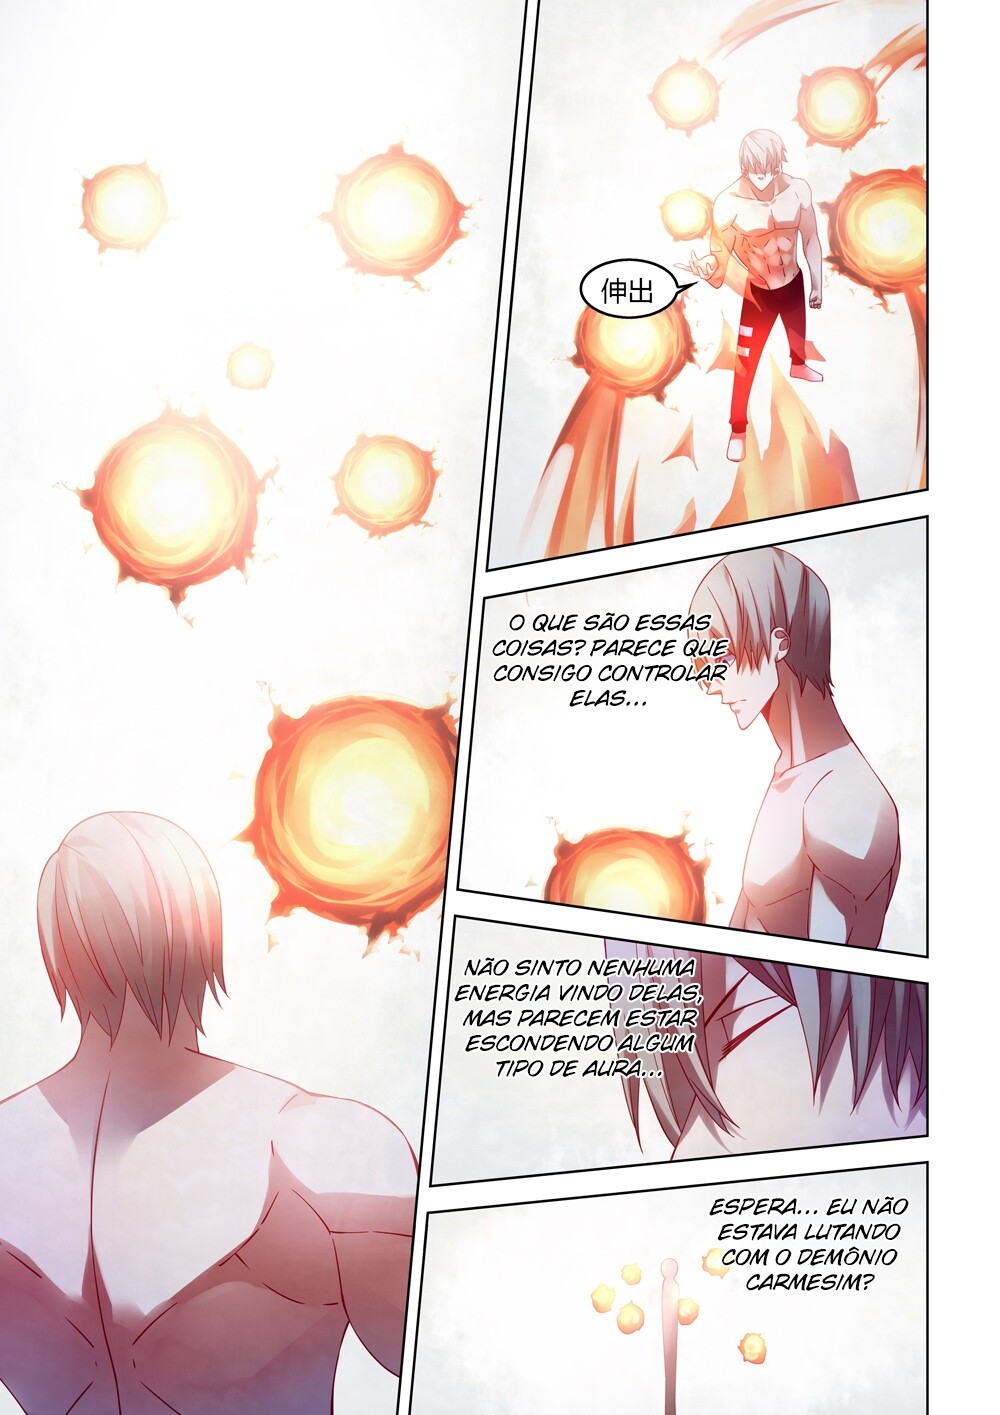 伸出
O QUE SÃO ESSAS
COISAS? PARECE QUE
CONSIGO CONTROLAR
ELAS...
NÃO SINTO NENHUMA
ENERGIA VINDO DELAS,
MAS PARECEM ESTAR
ESCONDENDO ALGUM
TIPO DE AURA...
ESPERA... EU NÃO
ESTAVA LUTANDO
COM O DEMÔNIO
CARMESIM?